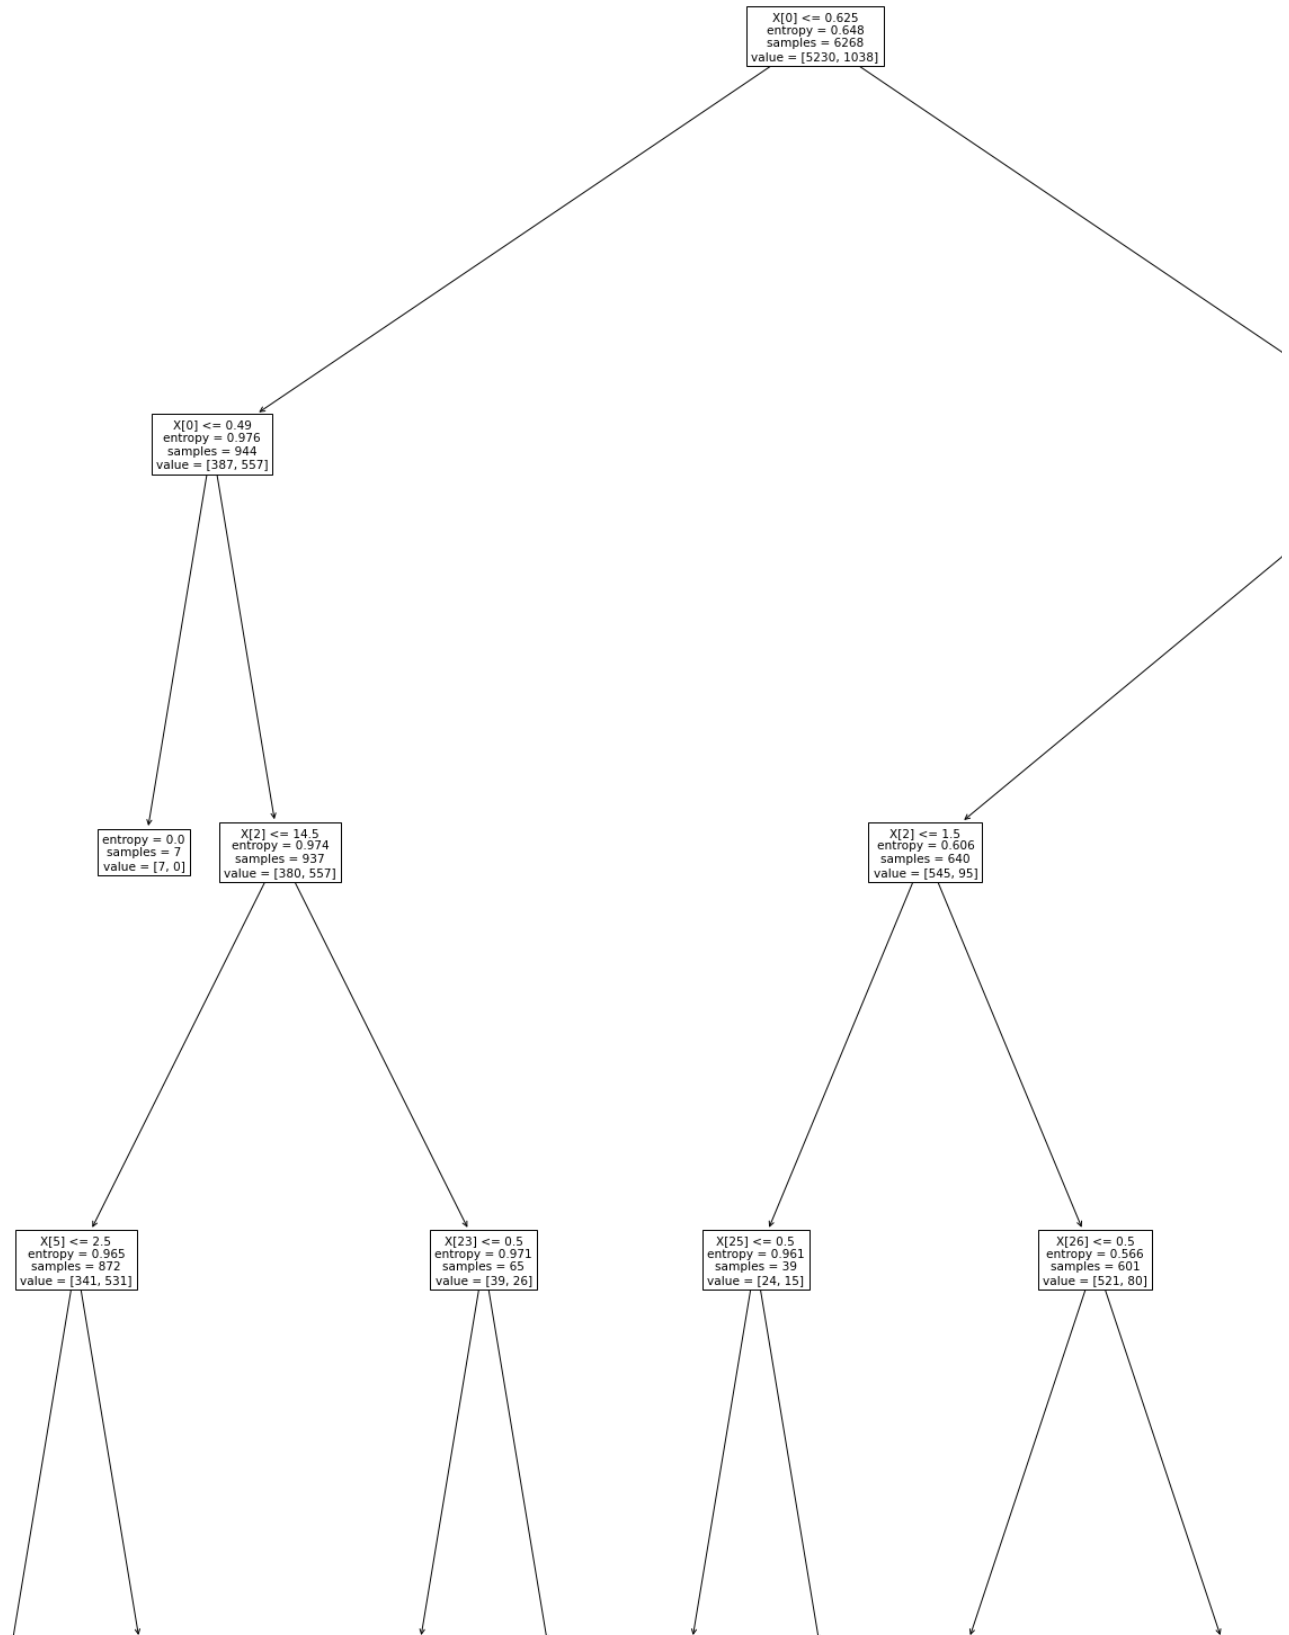 X[0] <= 0.625
entropy = 0.648
samples = 6268
value = [5230, 1038]
X[0] <= 0.49
entropy = 0.976
samples = 944
value = [387, 557]
entropy = 0.0
samples = 7
value = [7, 0]
X[2] <= 14.5
entropy = 0.974
samples = 937
value = [380, 557]
X[2] <= 1.5
entropy = 0.606
samples = 640
value = [545, 95]
X[5] <= 2.5
entropy = 0.965
samples = 872
value = [341, 531]
X[23] <= 0.5
entropy = 0.971
samples = 65
value = [39, 26]
X[25] <= 0.5
entropy = 0.961
samples = 39
value = [24, 15]
X[26] <= 0.5
entropy = 0.566
samples = 601
value = [521, 80]